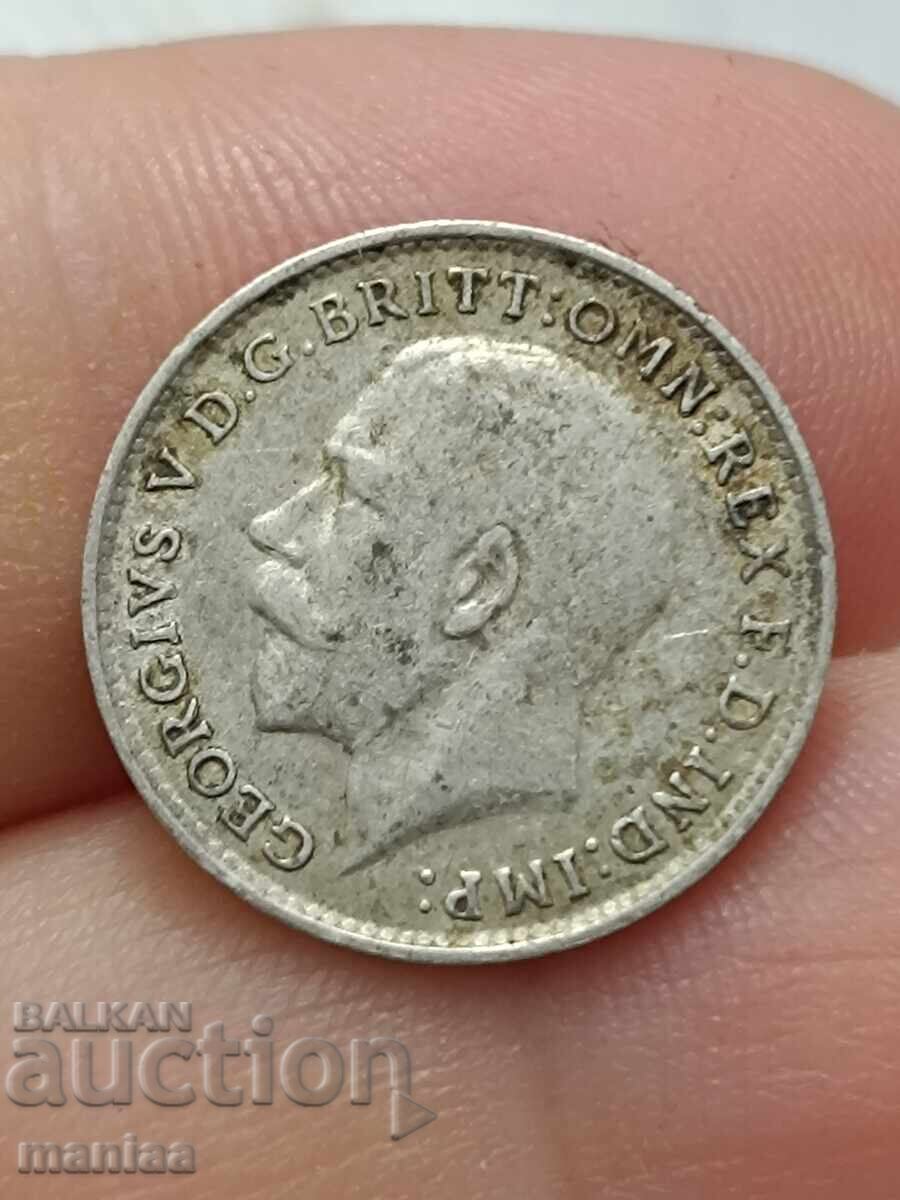 GEORGIVS V D.G.BRITT:OMN:REX F.D.IND:IMP:
BALKAN
auction
maniaa